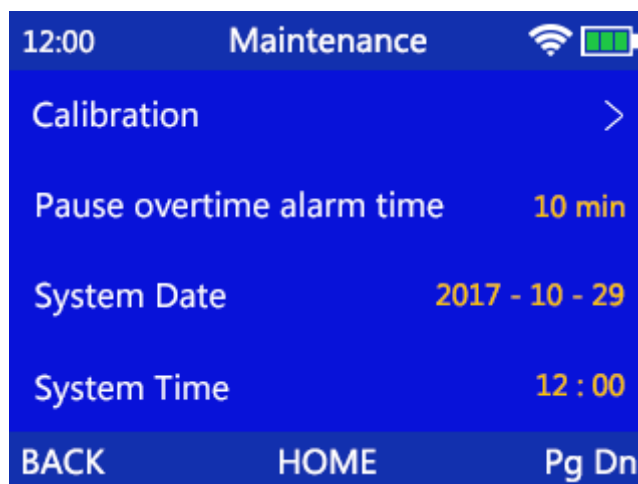 12:00 Maintenance
Calibration >
Pause overtime alarm time 10 min
System Date 2017 - 10 - 29
System Time 12 : 00
BACK HOME Pg Dn